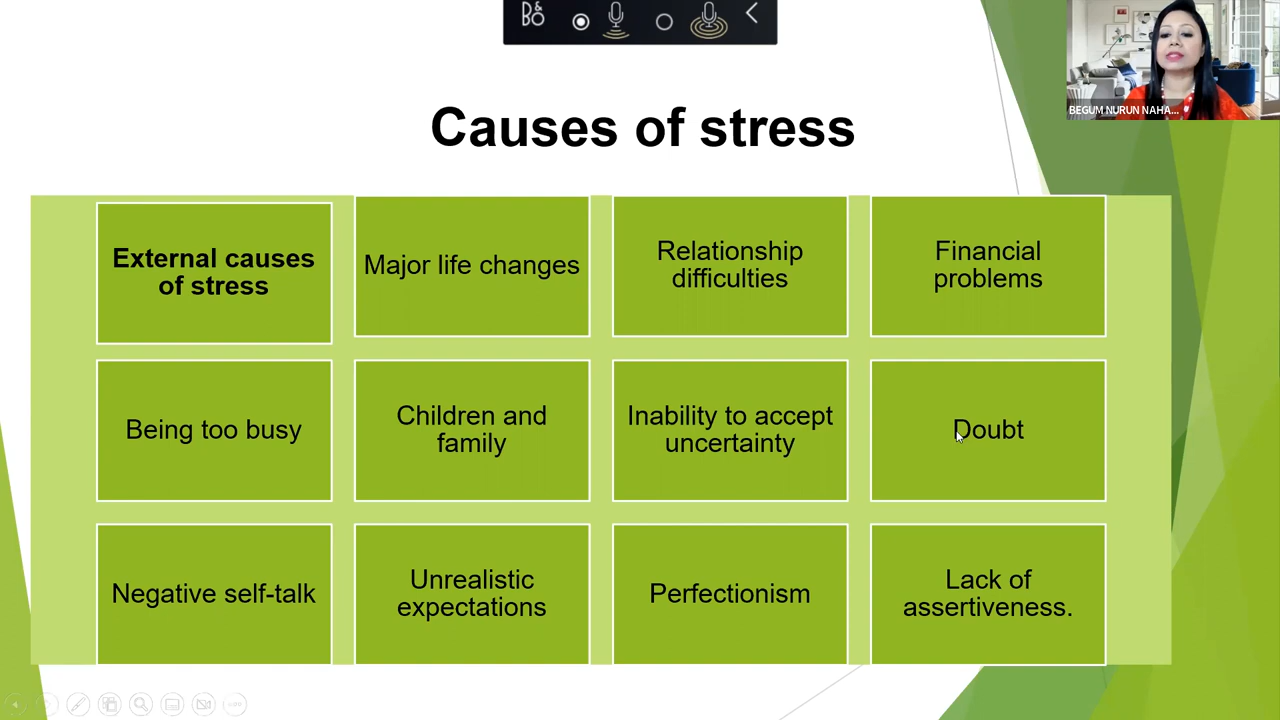 B&O
BEGUM NURUN NAHA...
Causes of stress
External causes
of stress
Major life changes
Relationship
difficulties
Financial
problems
Being too busy
Children and
family
Inability to accept
uncertainty
Doubt
Negative self-talk
Unrealistic
expectations
Perfectionism
Lack of
assertiveness.